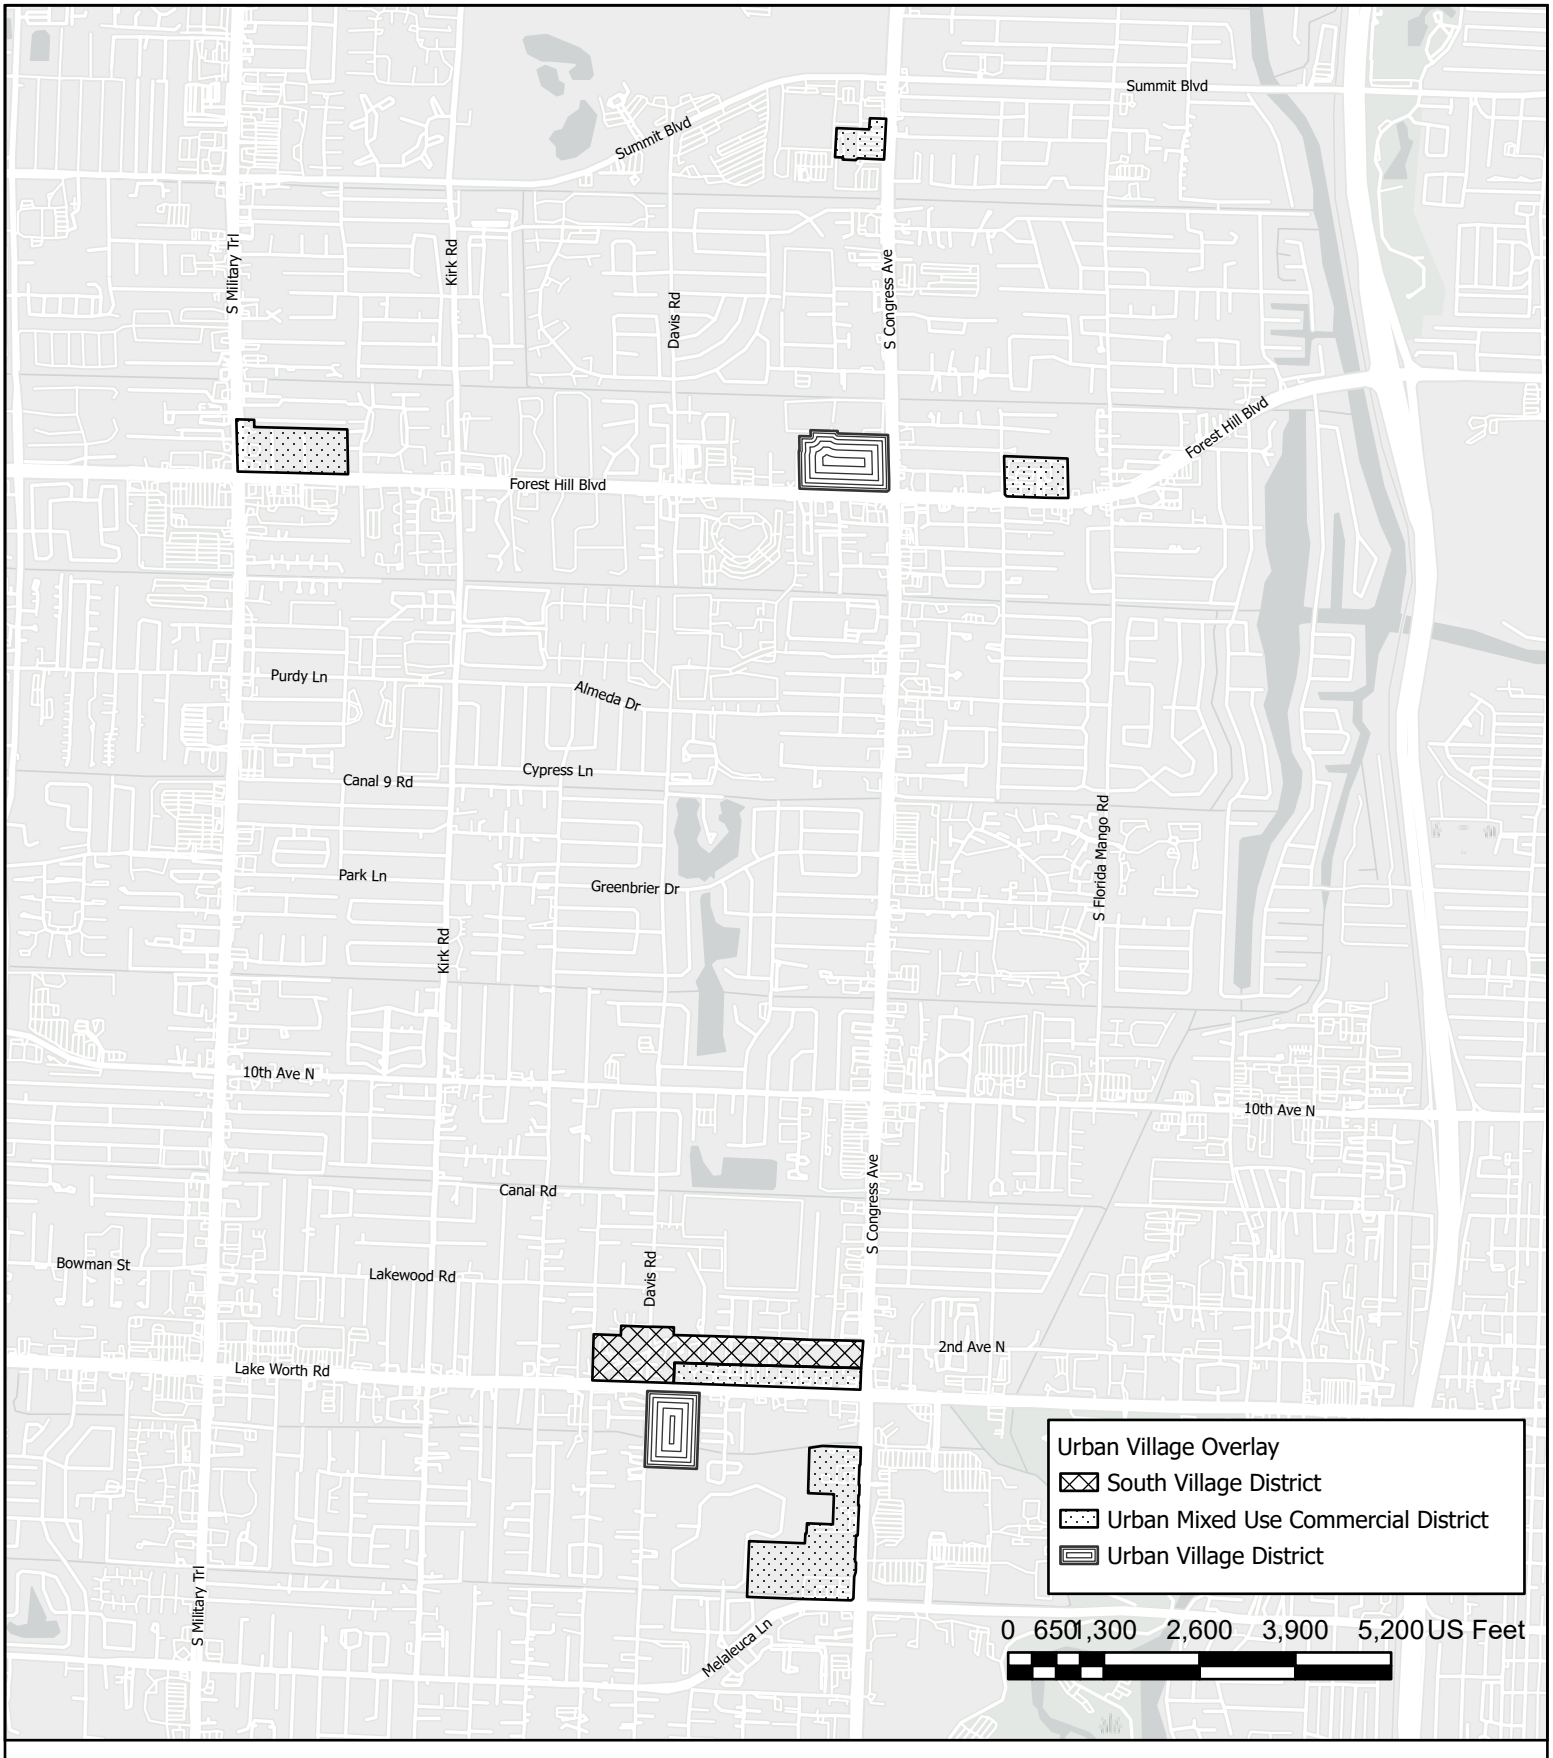 Summit Blvd
Summit Blvd
S Military Trl
Kirk Rd
Davis Rd
S Congress Ave
Forest Hill Blvd
Forest Hill Blvd
Purdy Ln
Almeda Dr
Canal 9 Rd
Cypress Ln
S Florida Mango Rd
Park Ln
Greenbrier Dr
Kirk Rd
10th Ave N
10th Ave N
Canal Rd
S Congress Ave
Bowman St
Lakewood Rd
Davis Rd
2nd Ave N
Lake Worth Rd
Urban Village Overlay
South Village District
Urban Mixed Use Commercial District
Urban Village District
S Military Trl
Melaleuca Ln
0 650 1,300 2,600 3,900 5,200 US Feet